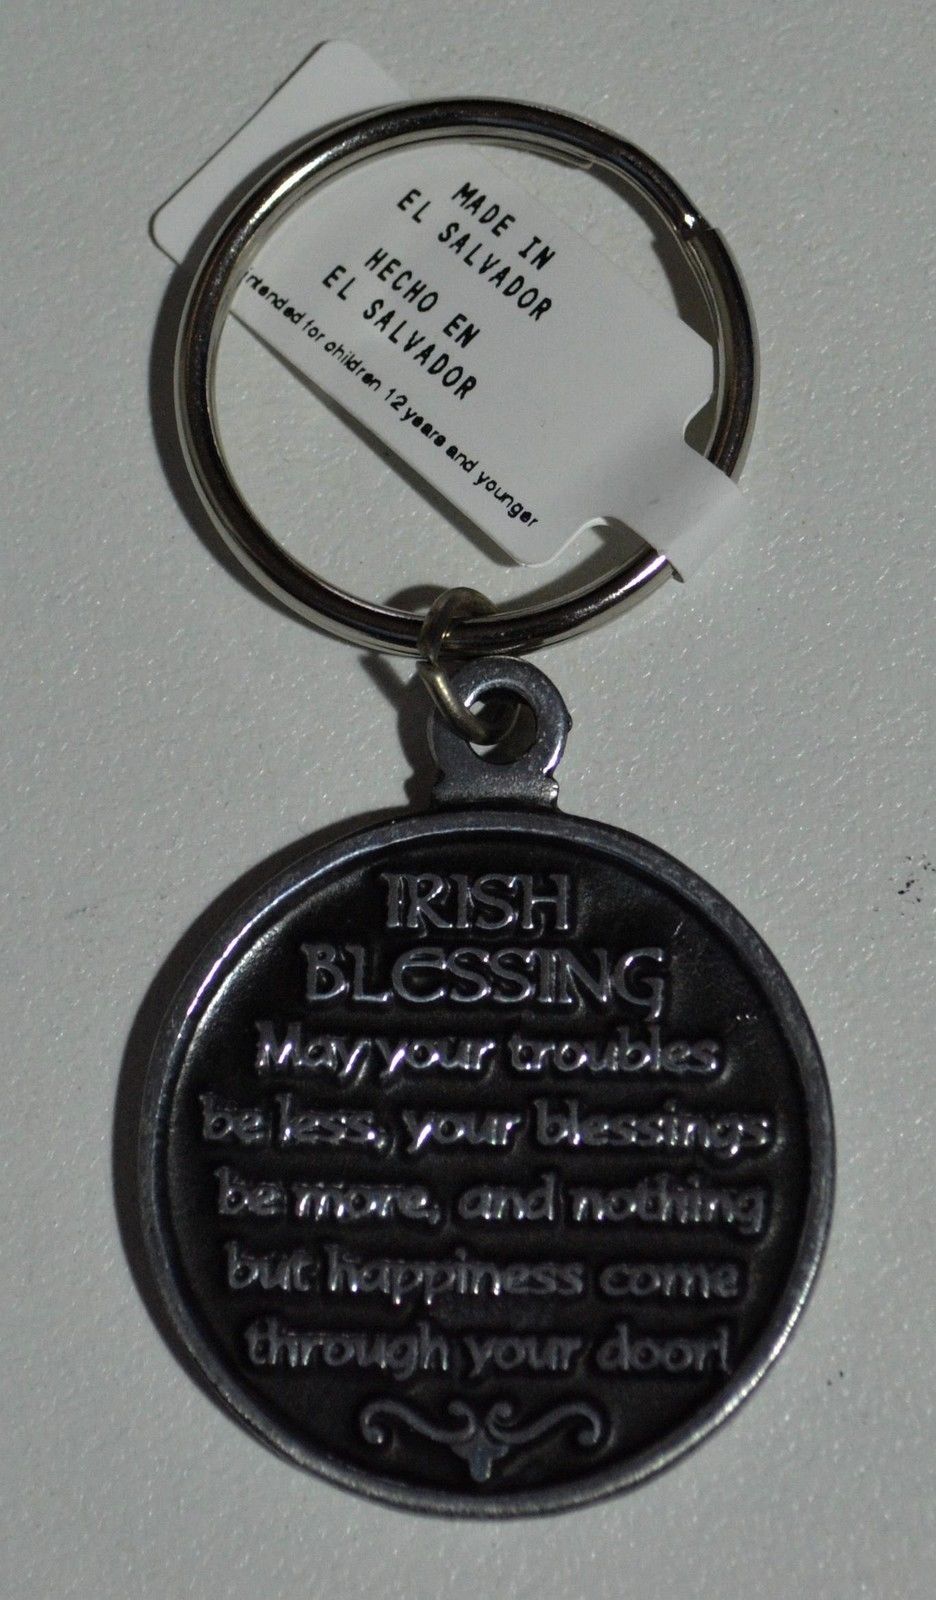 MADE IN
EL SALVADOR
HECHO EN
EL SALVADOR
intended for children 12 years and younger
IRISH
BLESSING
May your troubles
be less, your blessings
be more, and nothing
but happiness come
through your door!